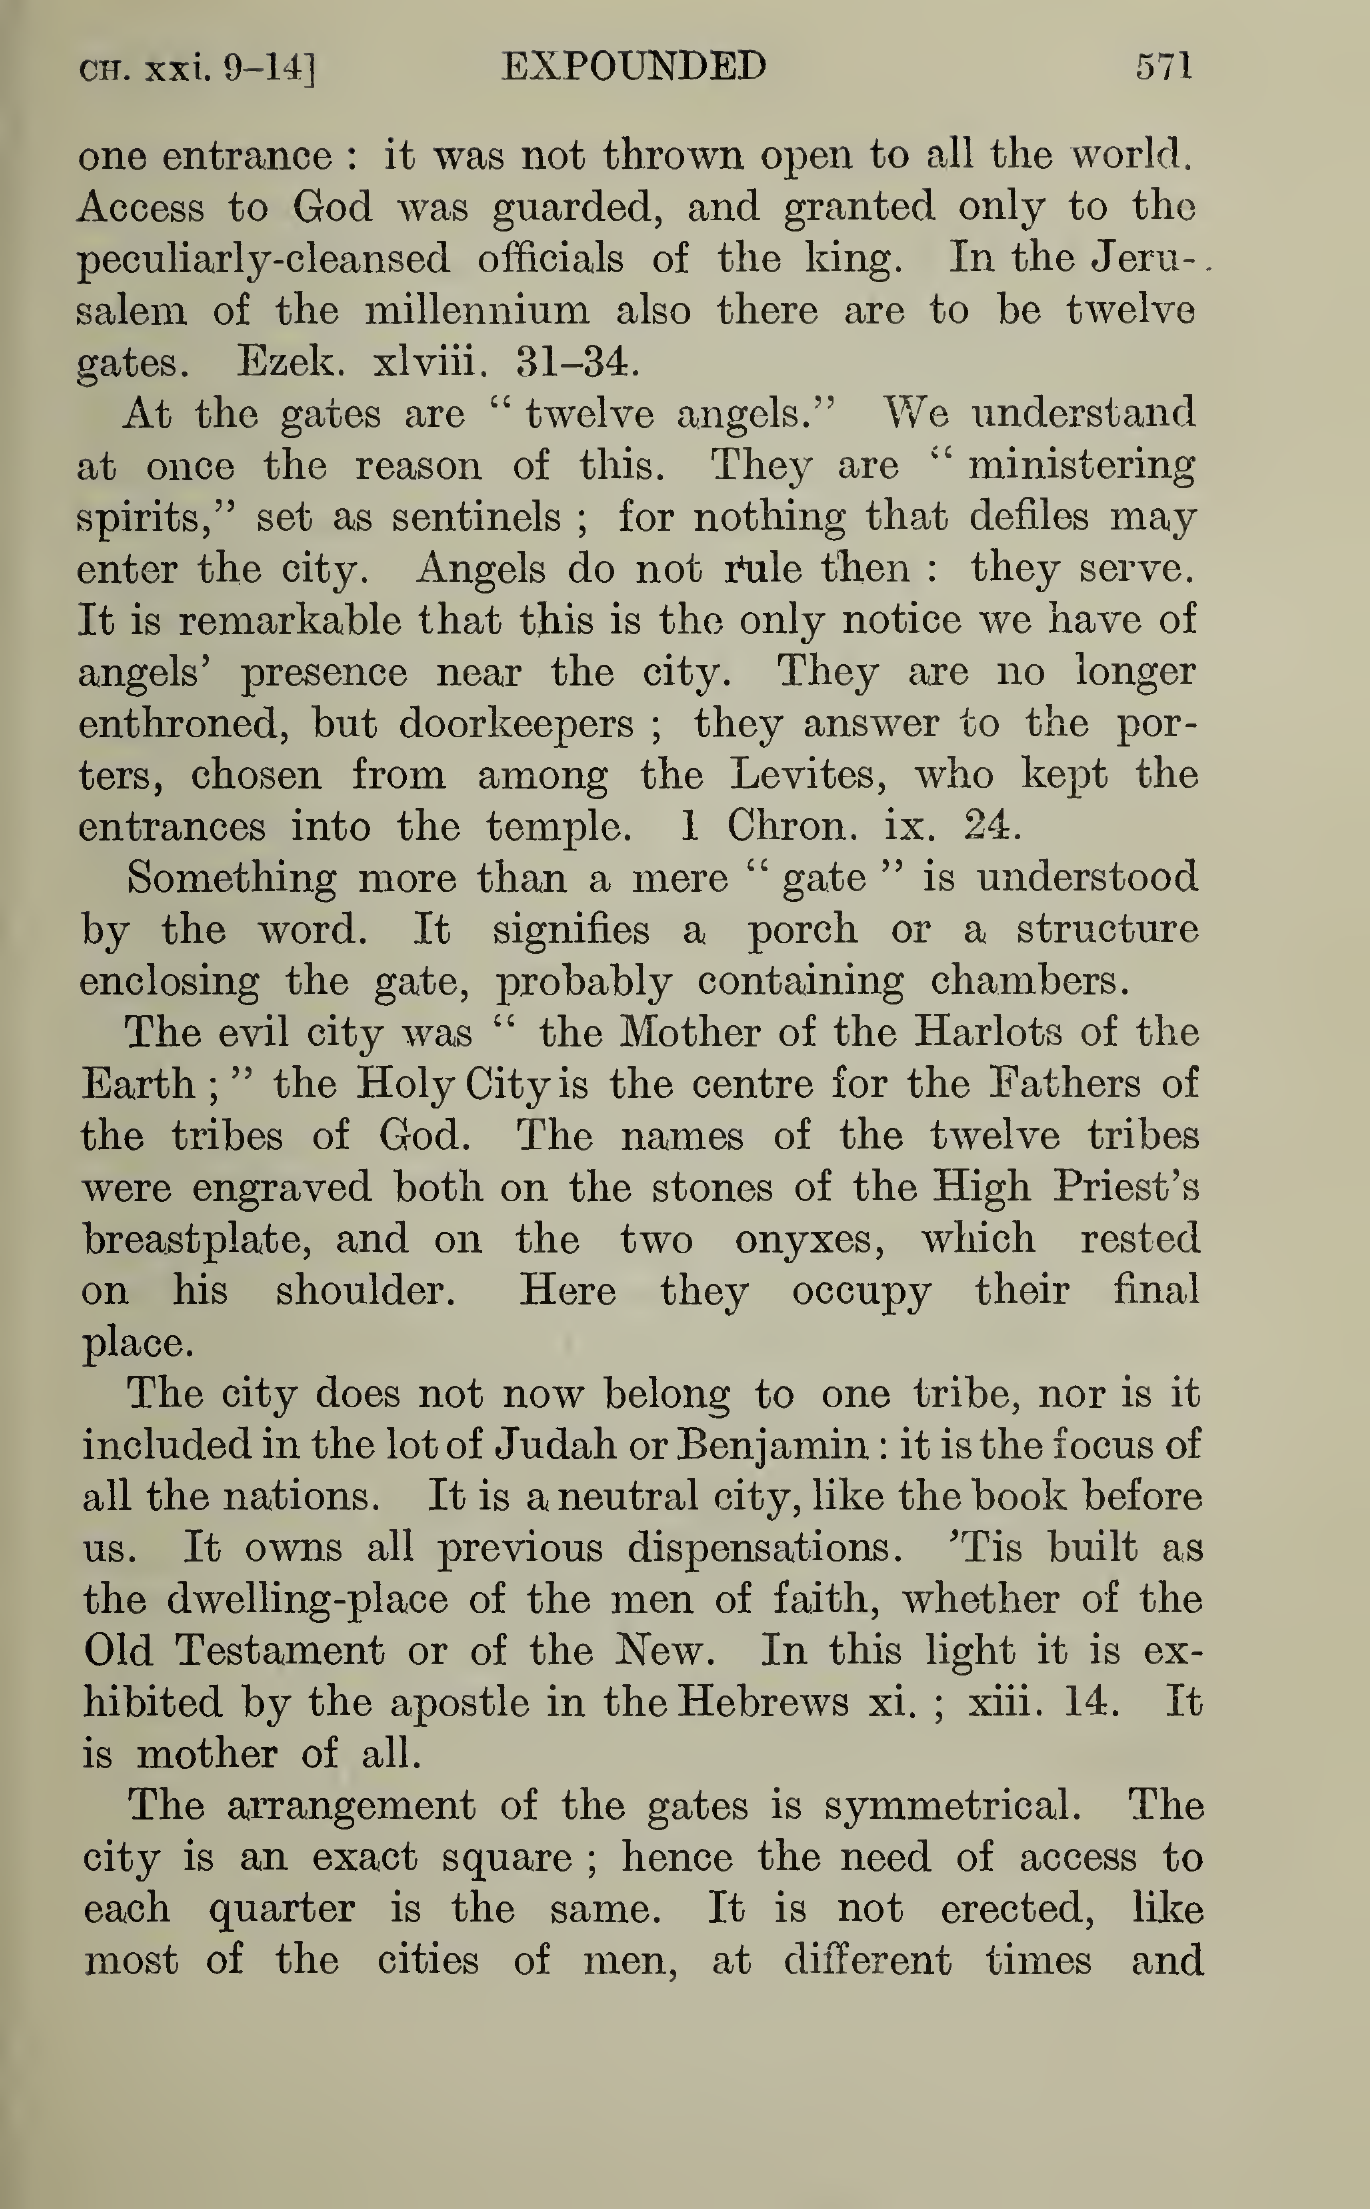 CH. xxi. 9–14] EXPOUNDED 571
one entrance : it was not thrown open to all the world.
Access to God was guarded, and granted only to the
peculiarly-cleansed officials of the king. In the Jeru-
salem of the millennium also there are to be twelve
gates. Ezek. xlviii. 31–34.
At the gates are “ twelve angels.” We understand
at once the reason of this. They are “ ministering
spirits,” set as sentinels ; for nothing that defiles may
enter the city. Angels do not rule then : they serve.
It is remarkable that this is the only notice we have of
angels’ presence near the city. They are no longer
enthroned, but doorkeepers ; they answer to the por-
ters, chosen from among the Levites, who kept the
entrances into the temple. 1 Chron. ix. 24.
Something more than a mere “ gate ” is understood
by the word. It signifies a porch or a structure
enclosing the gate, probably containing chambers.
The evil city was “ the Mother of the Harlots of the
Earth ; ” the Holy City is the centre for the Fathers of
the tribes of God. The names of the twelve tribes
were engraved both on the stones of the High Priest’s
breastplate, and on the two onyxes, which rested
on his shoulder. Here they occupy their final
place.
The city does not now belong to one tribe, nor is it
included in the lot of Judah or Benjamin : it is the focus of
all the nations. It is a neutral city, like the book before
us. It owns all previous dispensations. ’Tis built as
the dwelling-place of the men of faith, whether of the
Old Testament or of the New. In this light it is ex-
hibited by the apostle in the Hebrews xi. ; xiii. 14. It
is mother of all.
The arrangement of the gates is symmetrical. The
city is an exact square ; hence the need of access to
each quarter is the same. It is not erected, like
most of the cities of men, at different times and